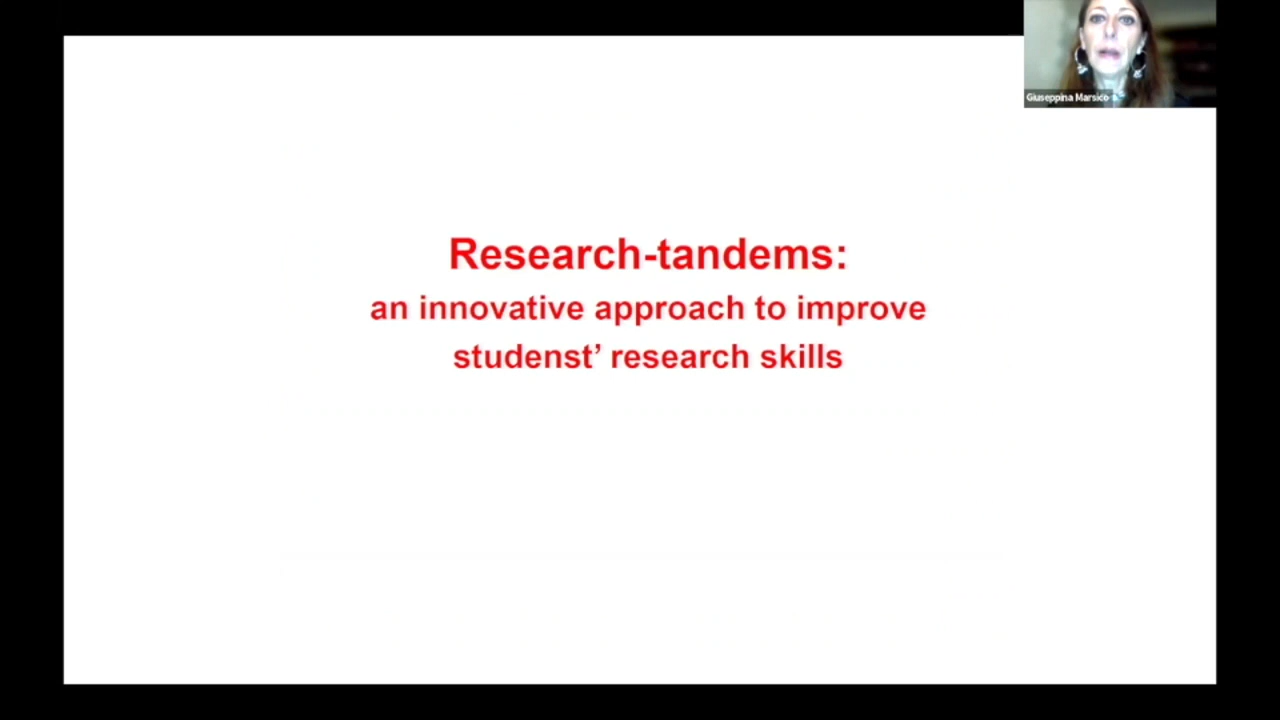 Giuseppina Marsico
Research-tandems:
an innovative approach to improve
studenst’ research skills